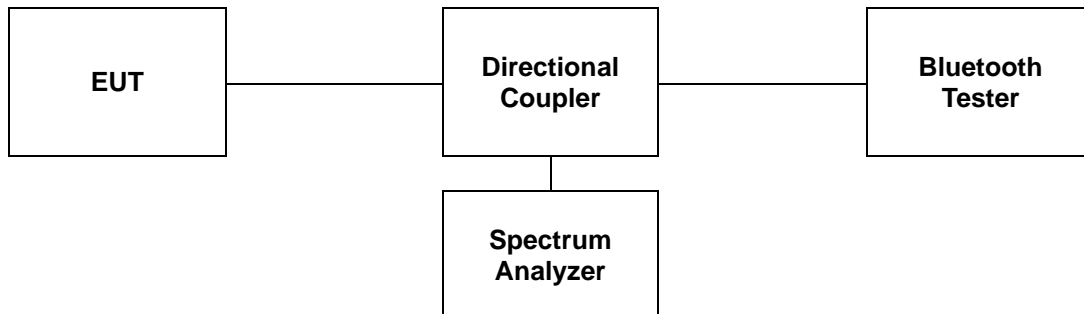 EUT
Directional
Coupler
Bluetooth
Tester
Spectrum
Analyzer